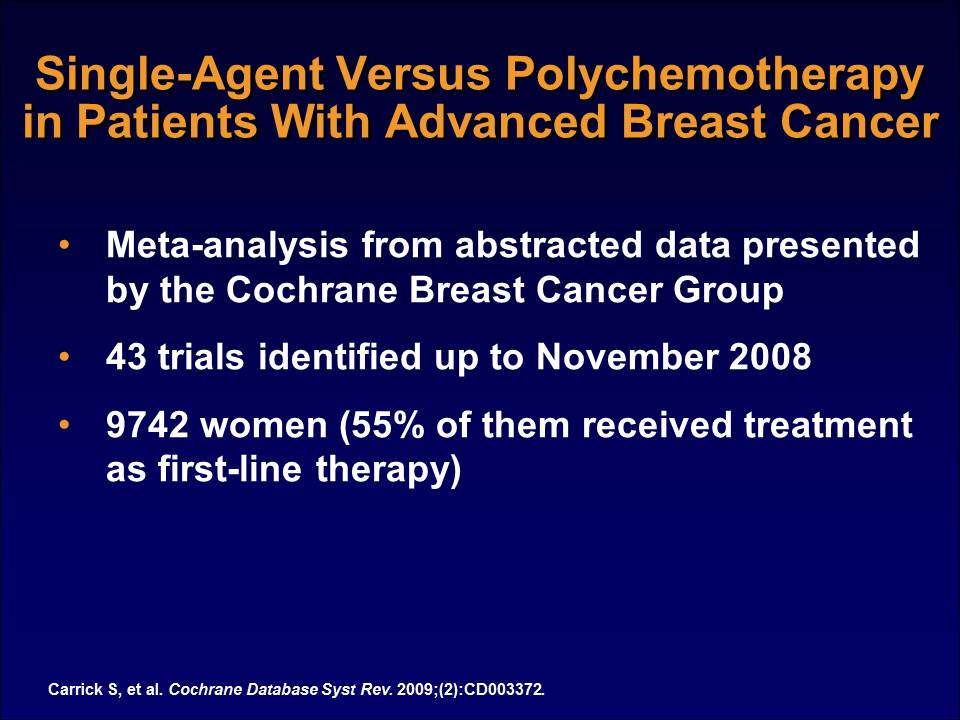 Single-Agent Versus Polychemotherapy
in Patients With Advanced Breast Cancer
• Meta-analysis from abstracted data presented
by the Cochrane Breast Cancer Group
• 43 trials identified up to November 2008
• 9742 women (55% of them received treatment
as first-line therapy)
Carrick S, et al. Cochrane Database Syst Rev. 2009;(2):CD003372.